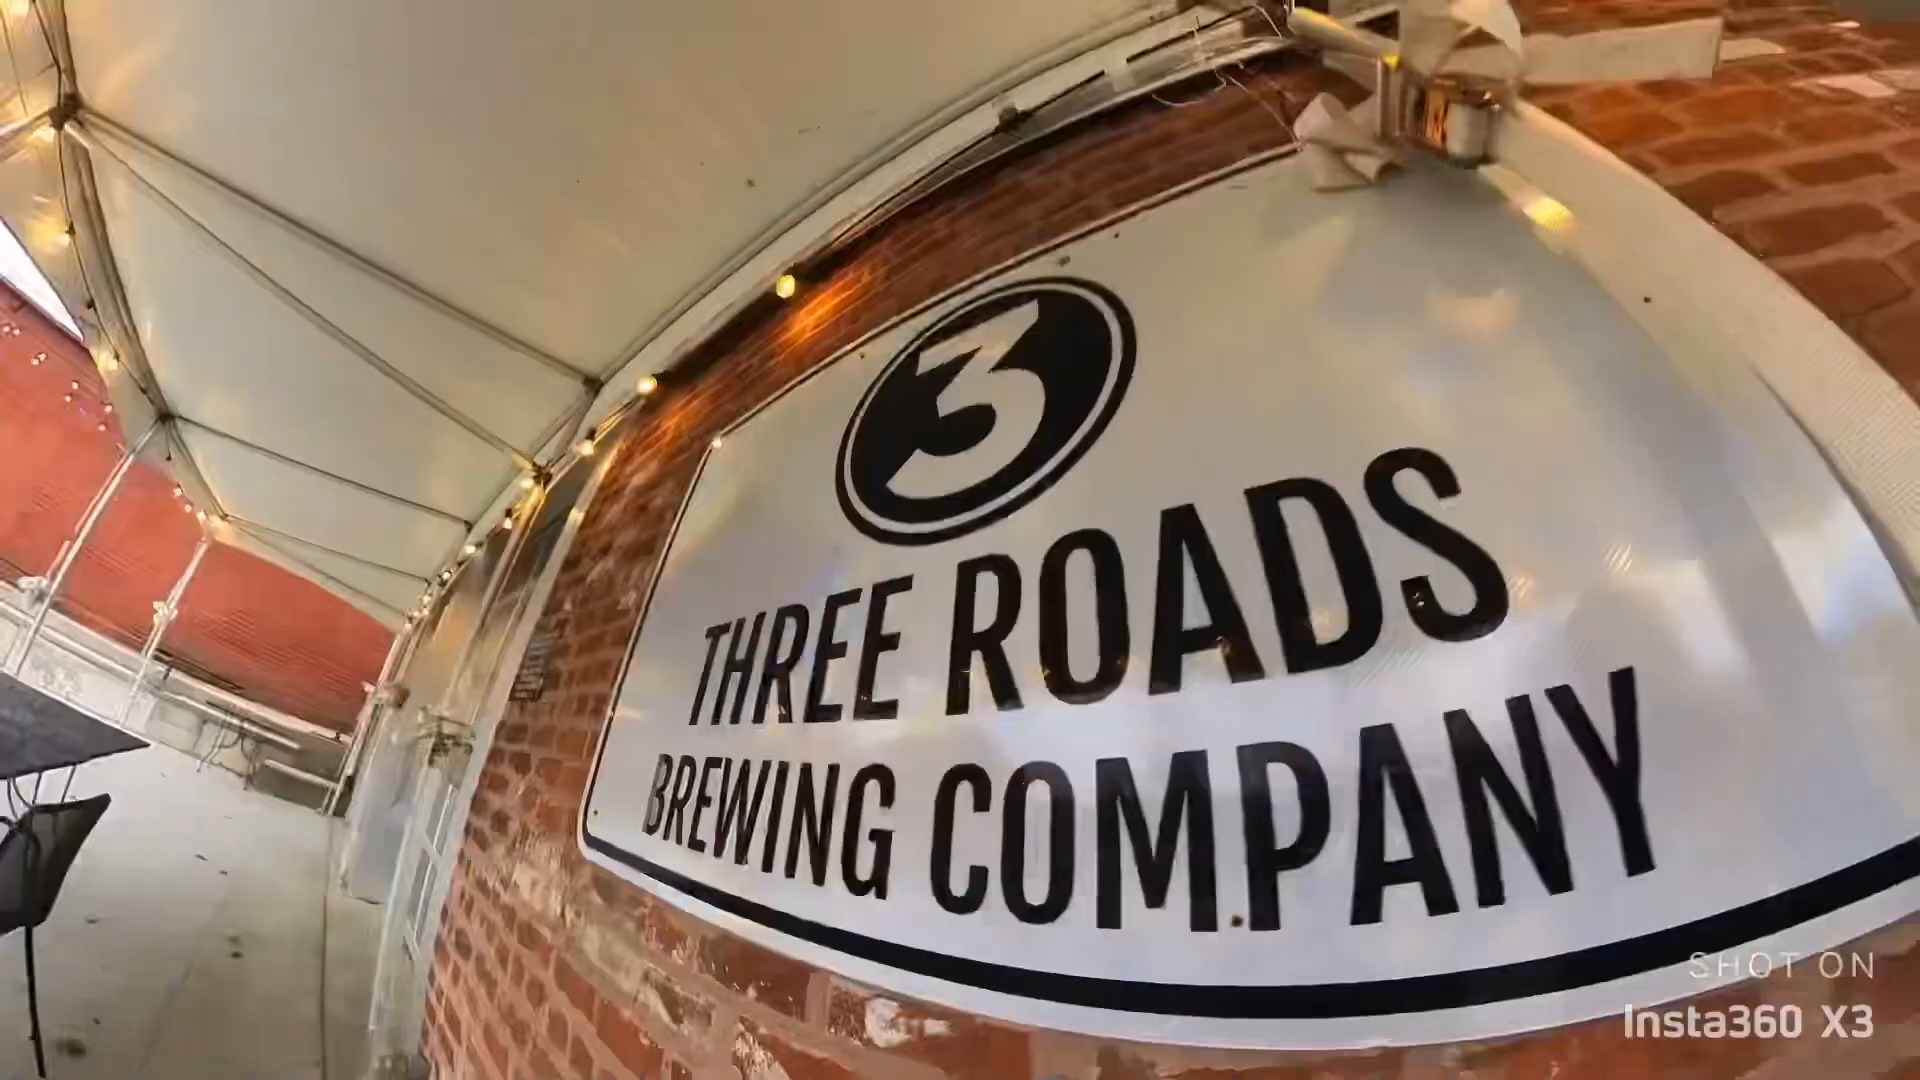 3
THREE ROADS
BREWING COMPANY
SHOT ON
Insta360 X3